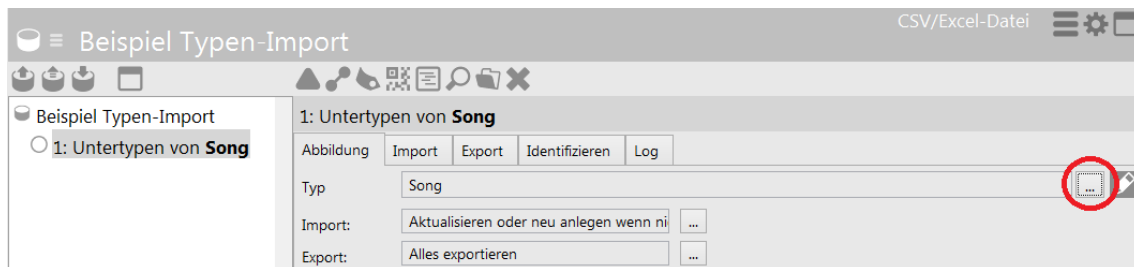 CSV/Excel-Datei
Beispiel Typen-Import
Beispiel Typen-Import
1: Untertypen von Song
1: Untertypen von Song
Abbildung Import Export Identifizieren Log
Typ Song ...
Import: Aktualisieren oder neu anlegen wenn ...
Export: Alles exportieren ...